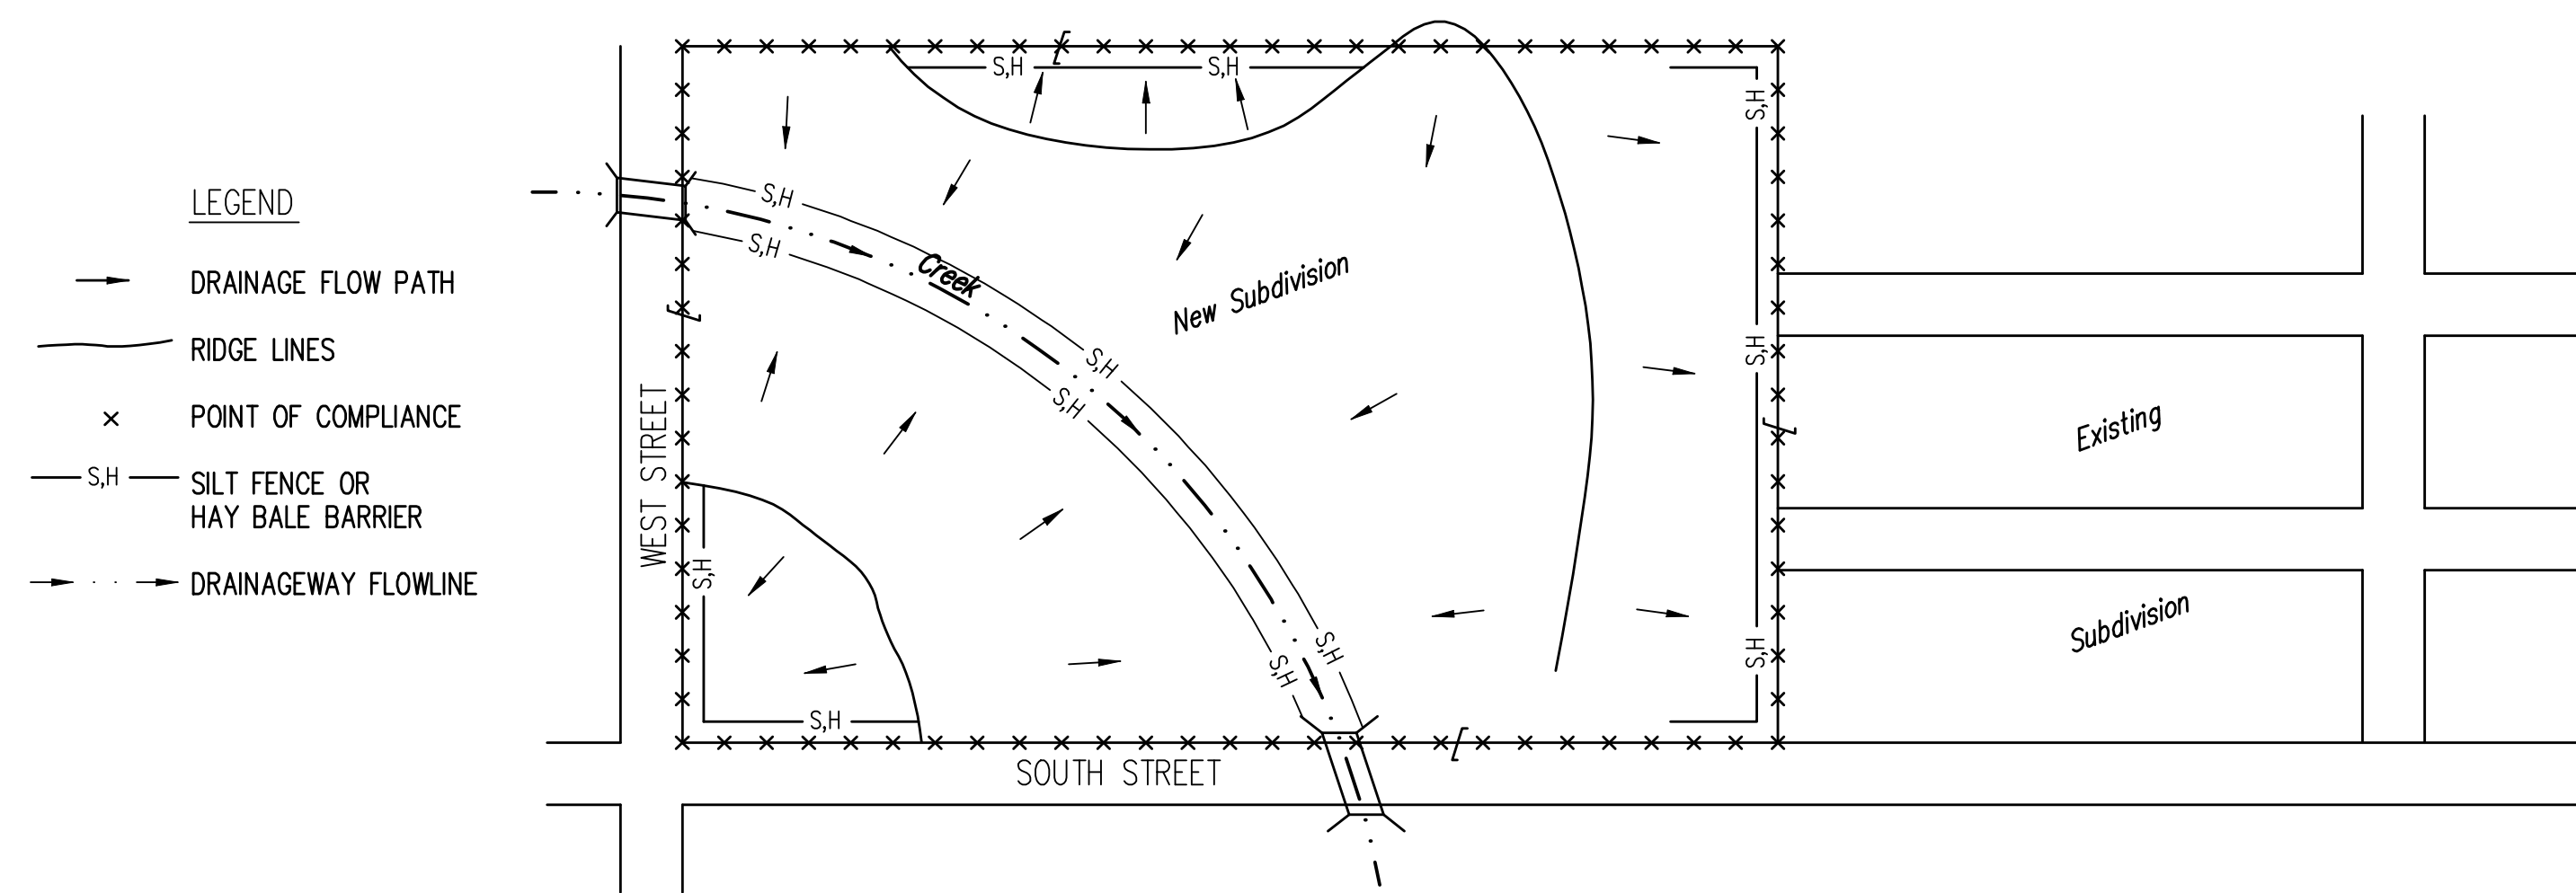 LEGEND
DRAINAGE FLOW PATH
RIDGE LINES
POINT OF COMPLIANCE
S,H
SILT FENCE OR
HAY BALE BARRIER
DRAINAGEWAY FLOWLINE
S,H
S,H
S,H
S,H
S,H
Creek
New Subdivision
S,H
S,H
S,H
WEST STREET
Existing
S,H
Subdivision
S,H
S,H
S,H
S,H
SOUTH STREET